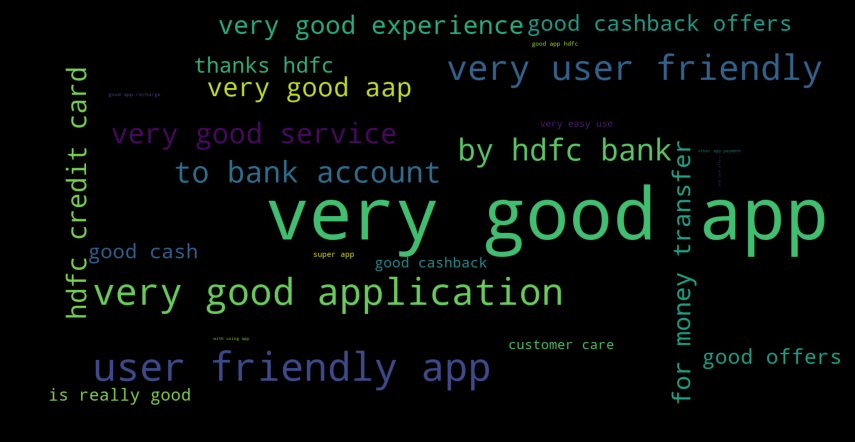 very good experience
good cashback offers
good app hdfc
thanks hdfc
very user friendly
very good aap
good app recharge
hdfc credit card
very good service
very easy use
by hdfc bank
other app payment
to bank account
very good app
for money transfer
good cash
super app
good cashback
very good application
with using app
customer care
user friendly app
good offers
is really good